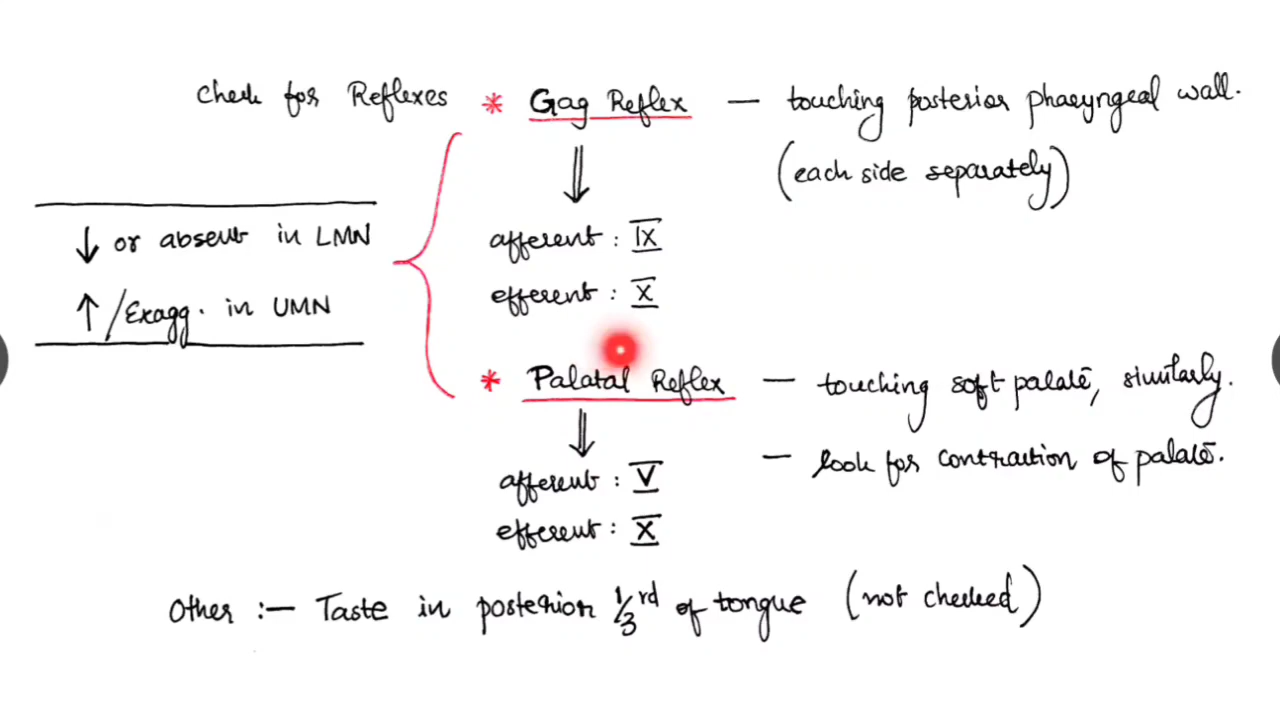 Check for Reflexes * Gag Reflex — touching posterior pharyngeal wall.
(each side separately)
↓ or absent in LMN
↑/Exagg. in UMN
afferent : IX
efferent : X
* Palatal Reflex — touching soft palate, similarly.
— look for contraction of palate.
afferent : V
efferent : X
Other :— Taste in posterior 1/3rd of tongue (not checked)